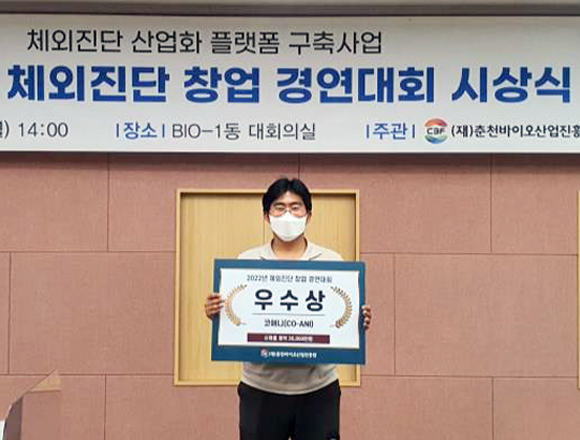 체외진단 산업화 플랫폼 구축사업
체외진단 창업 경연대회 시상식
14:00 |장소| BIO-1동 대회의실 |주관| CBF (재)춘천바이오산업진흥
2022년 체외진단 창업 경연대회
우수상
코애니(CO-ANI)